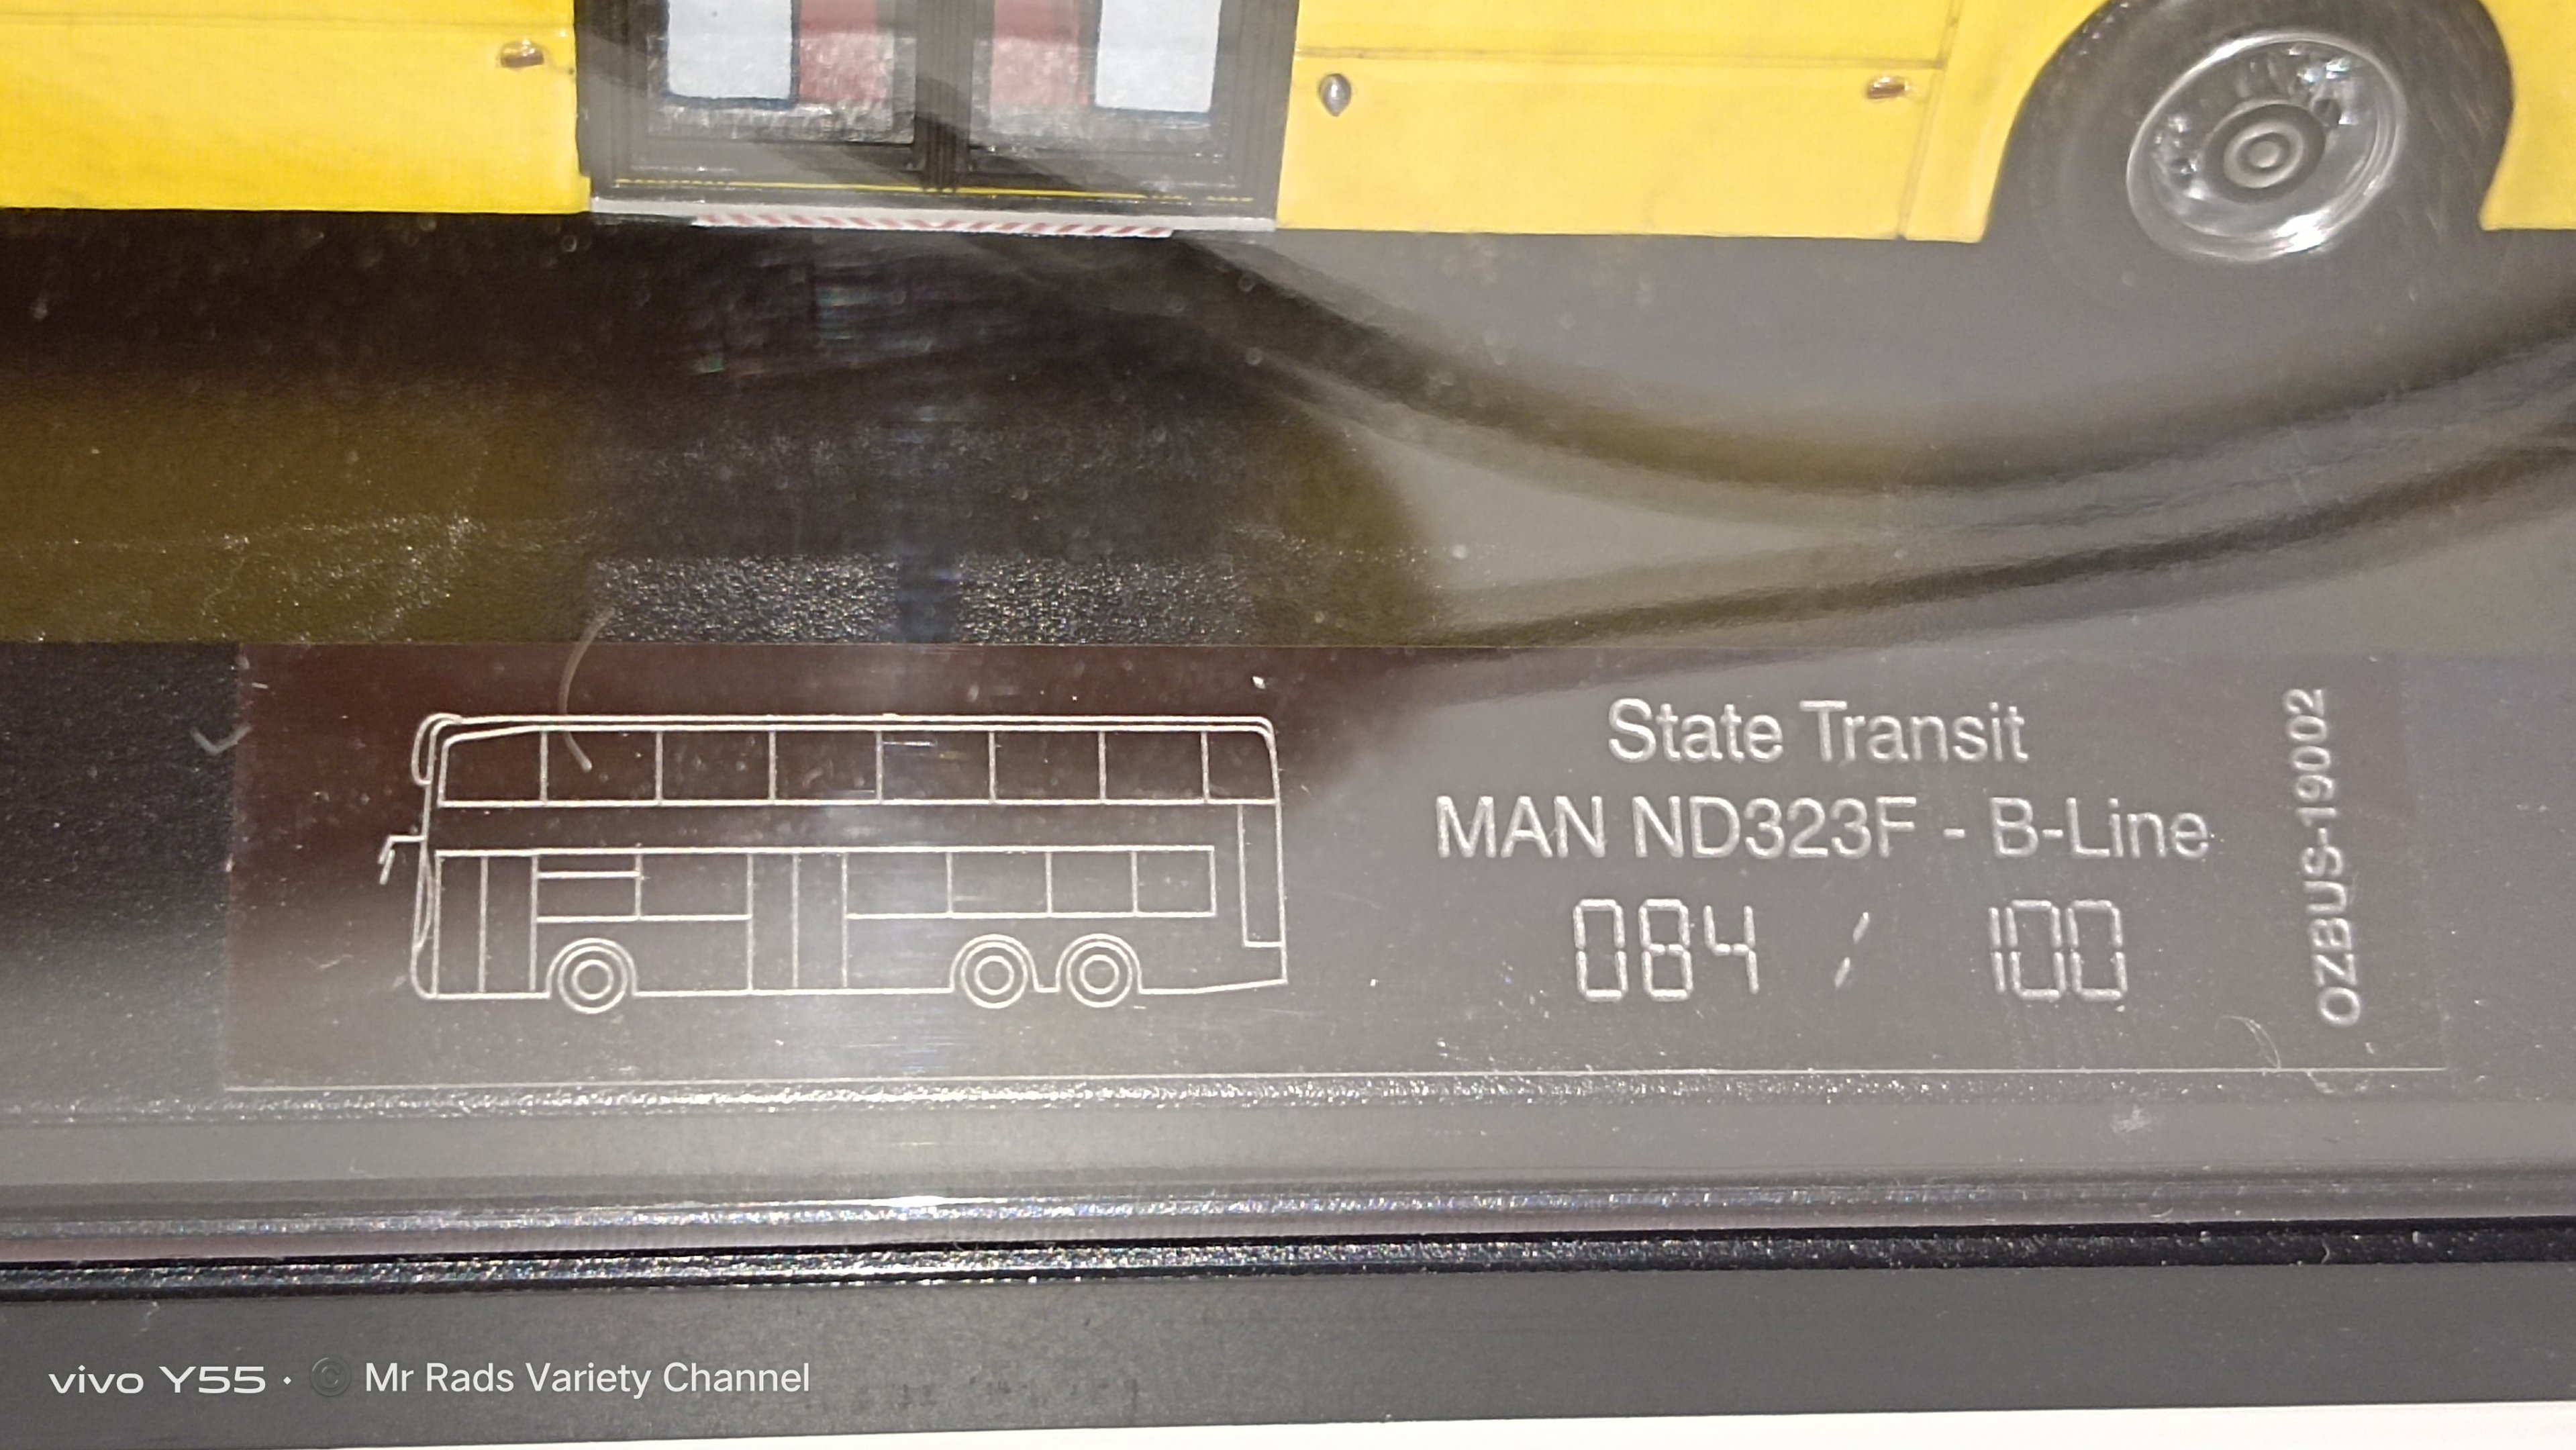 State Transit
MAN ND323F - B-Line
084 / 100
OZBUS-19002
vivo Y55 · © Mr Rads Variety Channel